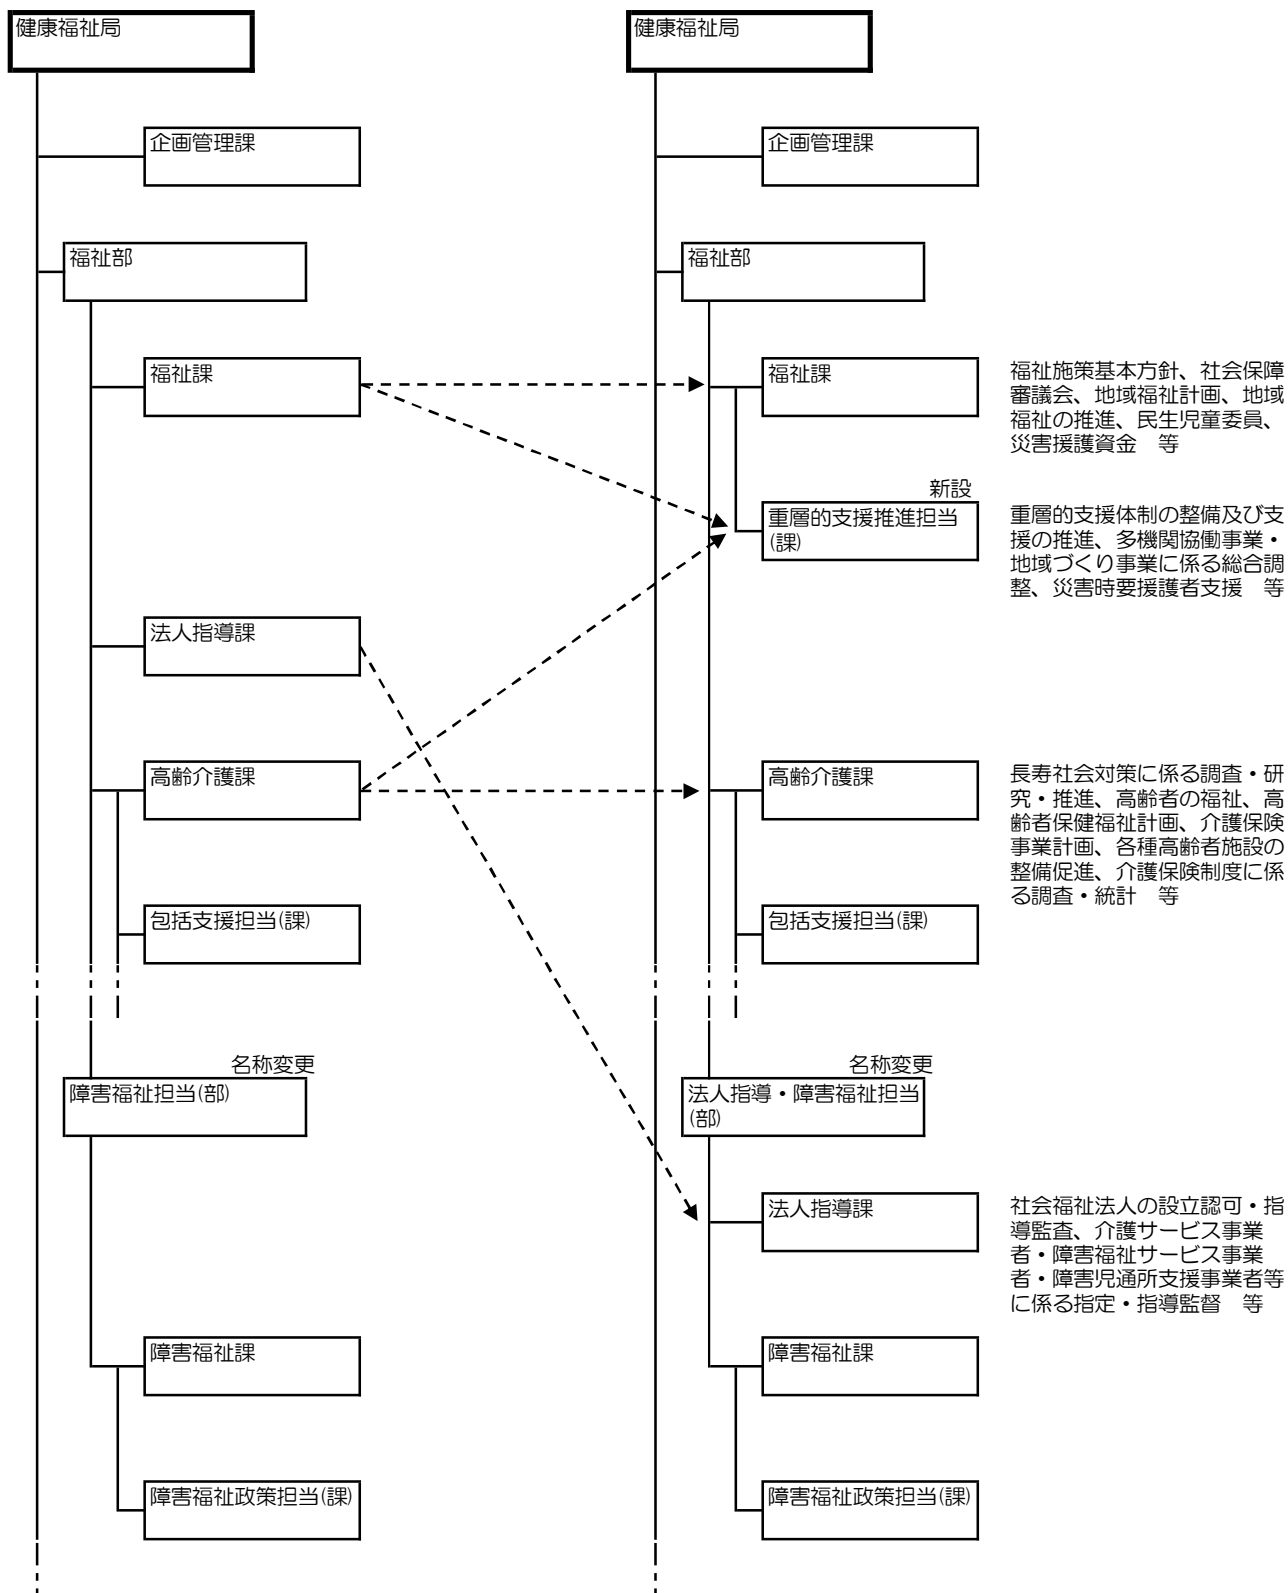 健康福祉局
健康福祉局
企画管理課
企画管理課
福祉部
福祉部
福祉課
福祉課
福祉施策基本方針、社会保障
審議会、地域福祉計画、地域
福祉の推進、民生児童委員、
災害援護資金　等
新設
重層的支援推進担当
(課)
重層的支援体制の整備及び支
援の推進、多機関協働事業・
地域づくり事業に係る総合調
整、災害時要援護者支援　等
法人指導課
高齢介護課
高齢介護課
長寿社会対策に係る調査・研
究・推進、高齢者の福祉、高
齢者保健福祉計画、介護保険
事業計画、各種高齢者施設の
整備促進、介護保険制度に係
る調査・統計　等
包括支援担当(課)
包括支援担当(課)
名称変更
名称変更
障害福祉担当(部)
法人指導・障害福祉担当
(部)
法人指導課
社会福祉法人の設立認可・指
導監査、介護サービス事業
者・障害福祉サービス事業
者・障害児通所支援事業者等
に係る指定・指導監督　等
障害福祉課
障害福祉課
障害福祉政策担当(課)
障害福祉政策担当(課)